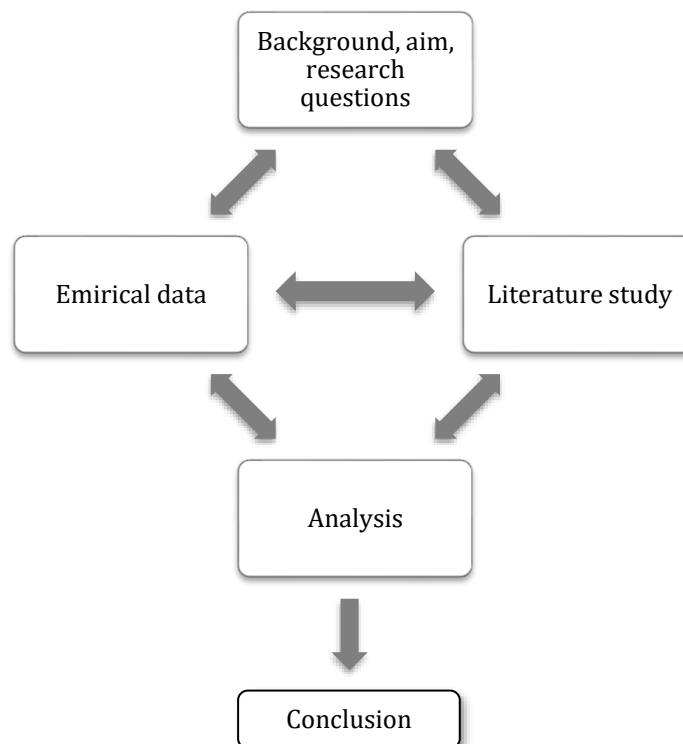 Background, aim,
research
questions
Emirical data
Literature study
Analysis
Conclusion